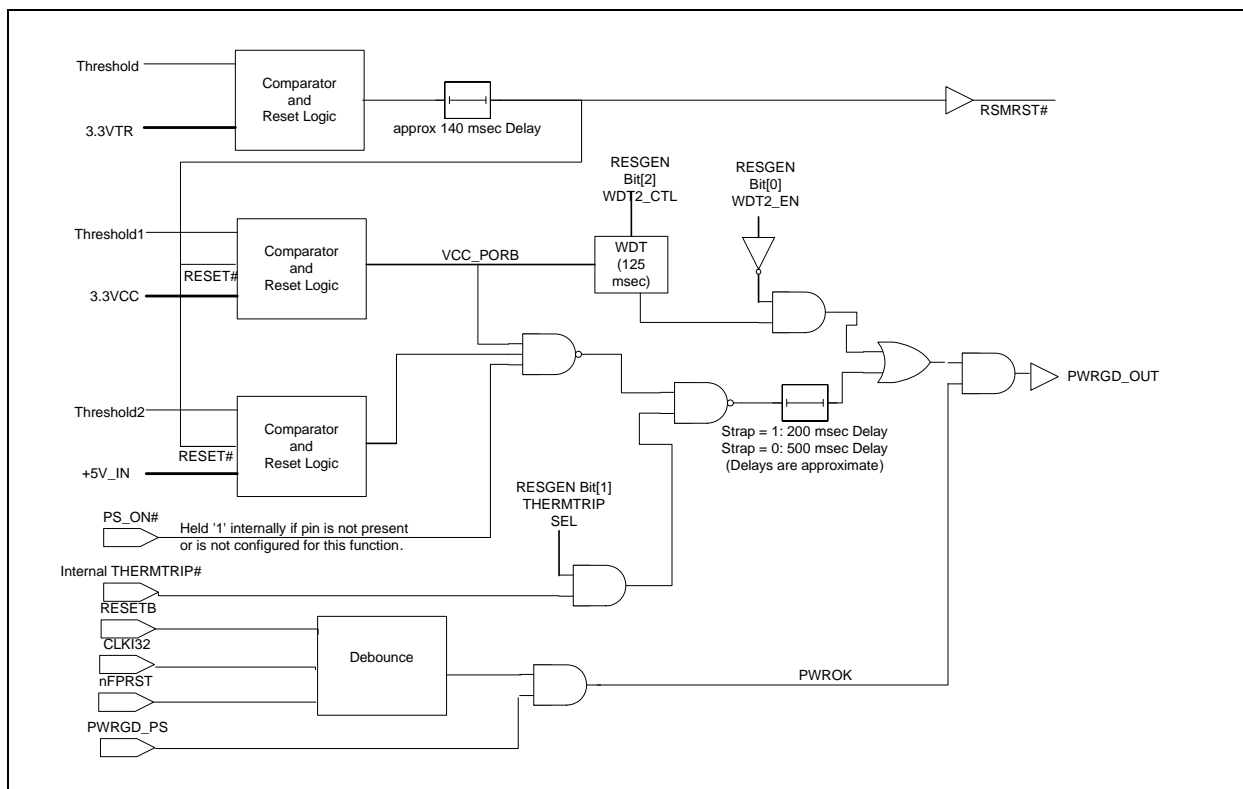 Threshold
Comparator
and
Reset Logic
3.3VTR
approx 140 msec Delay
RSMRST#
RESGEN
Bit[2]
WDT2_CTL
RESGEN
Bit[0]
WDT2_EN
Threshold1
Comparator
and
Reset Logic
RESET#
3.3VCC
VCC_PORB
WDT
(125
msec)
PWRGD_OUT
Threshold2
Comparator
and
Reset Logic
RESET#
+5V_IN
Strap = 1: 200 msec Delay
Strap = 0: 500 msec Delay
(Delays are approximate)
RESGEN Bit[1]
THERMTRIP
SEL
PS_ON#
Held '1' internally if pin is not present
or is not configured for this function.
Internal THERMTRIP#
RESETB
CLKI32
nFPRST
Debounce
PWROK
PWRGD_PS